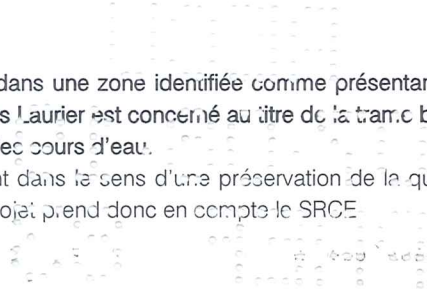 dans une zone identifiée comme présentan
s Laurier est concerné au titre de la trame b
es cours d'eau.
t dans le sens d'une préservation de la qu
ojet prend donc en compte le SRCE